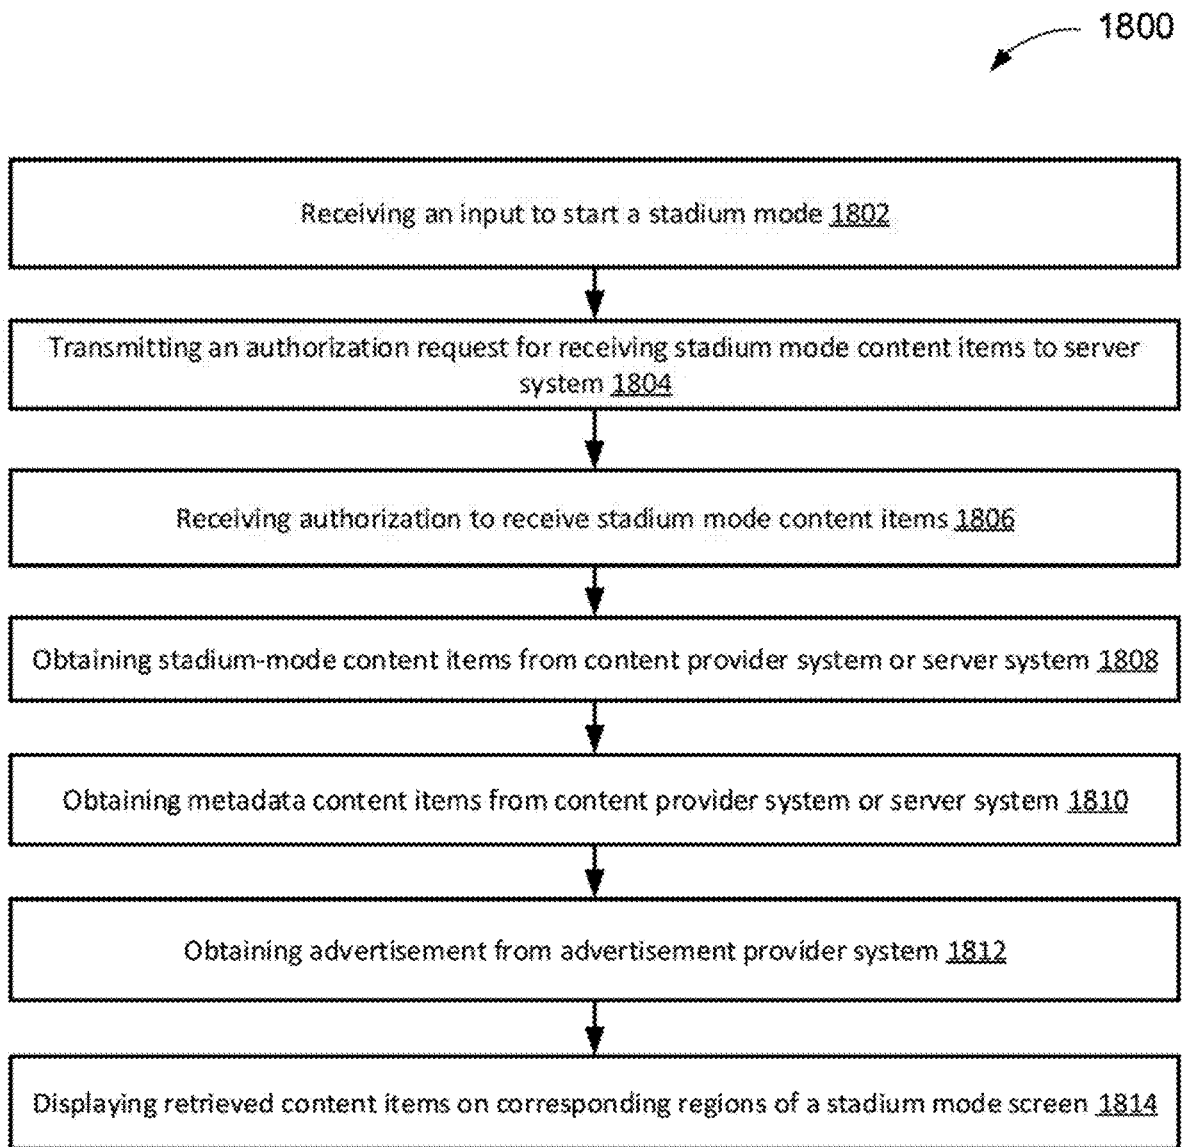 1800
Receiving an input to start a stadium mode 1802
Transmitting an authorization request for receiving stadium mode content items to server
system 1804
Receiving authorization to receive stadium mode content items 1806
Obtaining stadium-mode content items from content provider system or server system 1808
Obtaining metadata content items from content provider system or server system 1810
Obtaining advertisement from advertisement provider system 1812
Displaying retrieved content items on corresponding regions of a stadium mode screen 1814